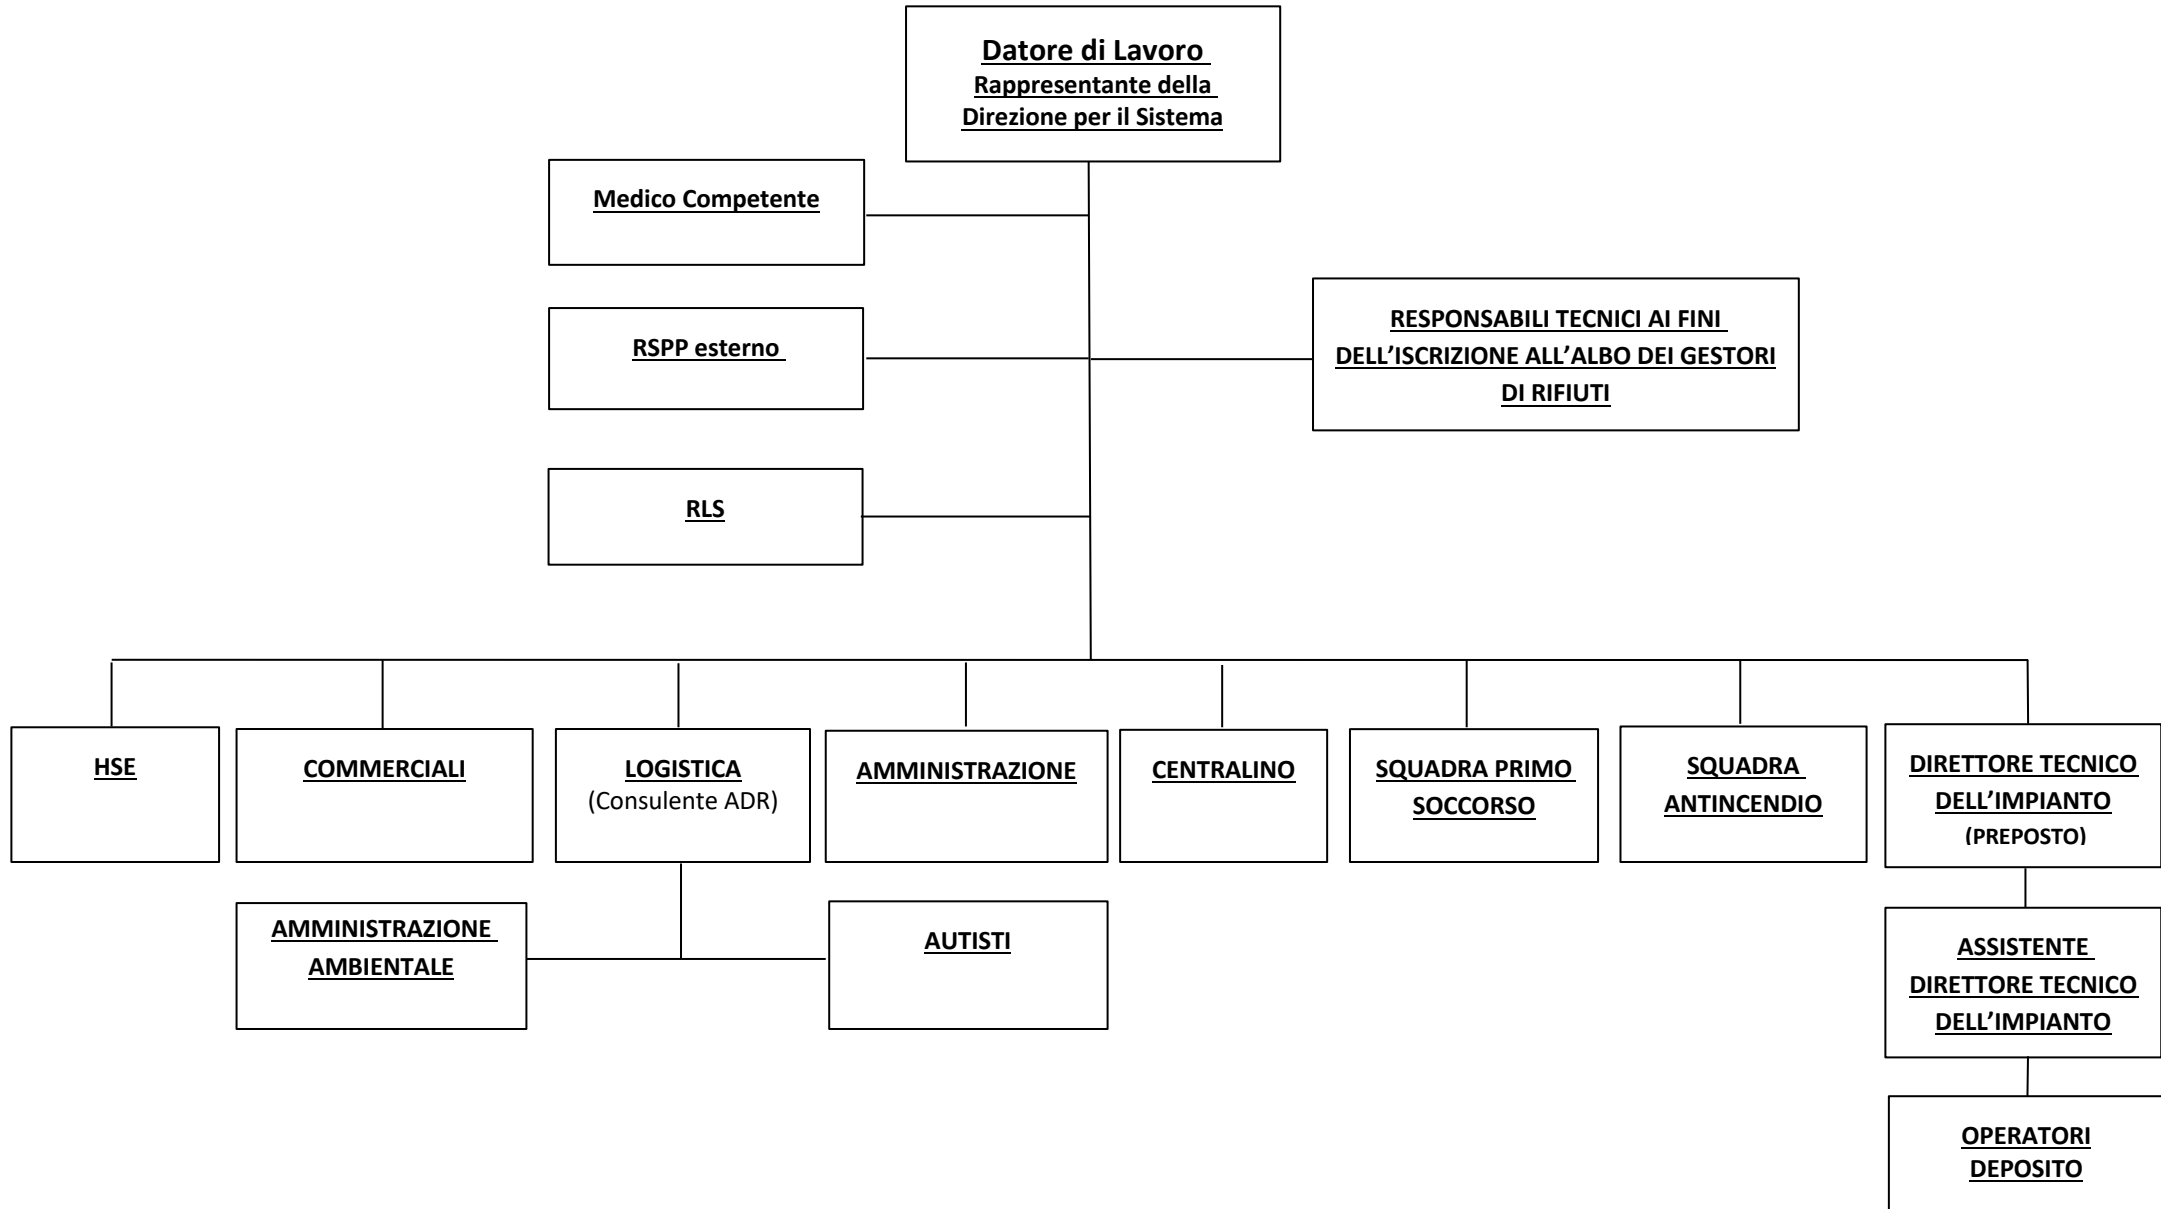 Datore di Lavoro
Rappresentante della
Direzione per il Sistema
Medico Competente
RSPP esterno
RESPONSABILI TECNICI AI FINI
DELL’ISCRIZIONE ALL’ALBO DEI GESTORI
DI RIFIUTI
RLS
HSE
COMMERCIALI
LOGISTICA
(Consulente ADR)
AMMINISTRAZIONE
CENTRALINO
SQUADRA PRIMO
SOCCORSO
SQUADRA
ANTINCENDIO
DIRETTORE TECNICO
DELL’IMPIANTO
(PREPOSTO)
AMMINISTRAZIONE
AMBIENTALE
AUTISTI
ASSISTENTE
DIRETTORE TECNICO
DELL’IMPIANTO
OPERATORI
DEPOSITO